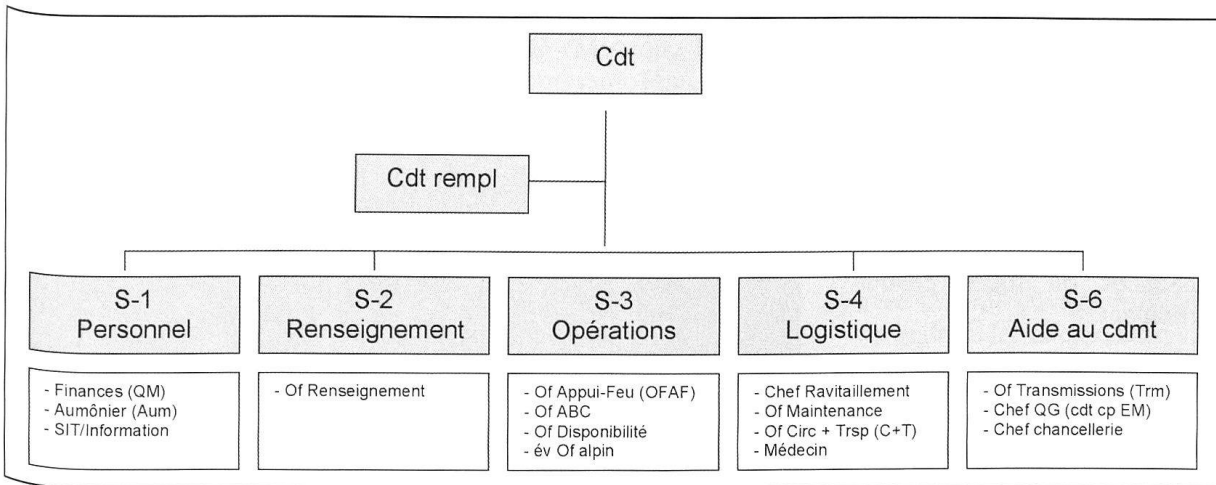 Cdt
Cdt rempl
S-1
Personnel
S-2
Renseignement
S-3
Opérations
S-4
Logistique
S-6
Aide au cdmt
- Finances (QM)
- Aumônier (Aum)
- SIT/Information
- Of Renseignement
- Of Appui-Feu (OFAF)
- Of ABC
- Of Disponibilité
- év Of alpin
- Chef Ravitaillement
- Of Maintenance
- Of Circ + Trsp (C+T)
- Médecin
- Of Transmissions (Trm)
- Chef QG (cdt cp EM)
- Chef chancellerie